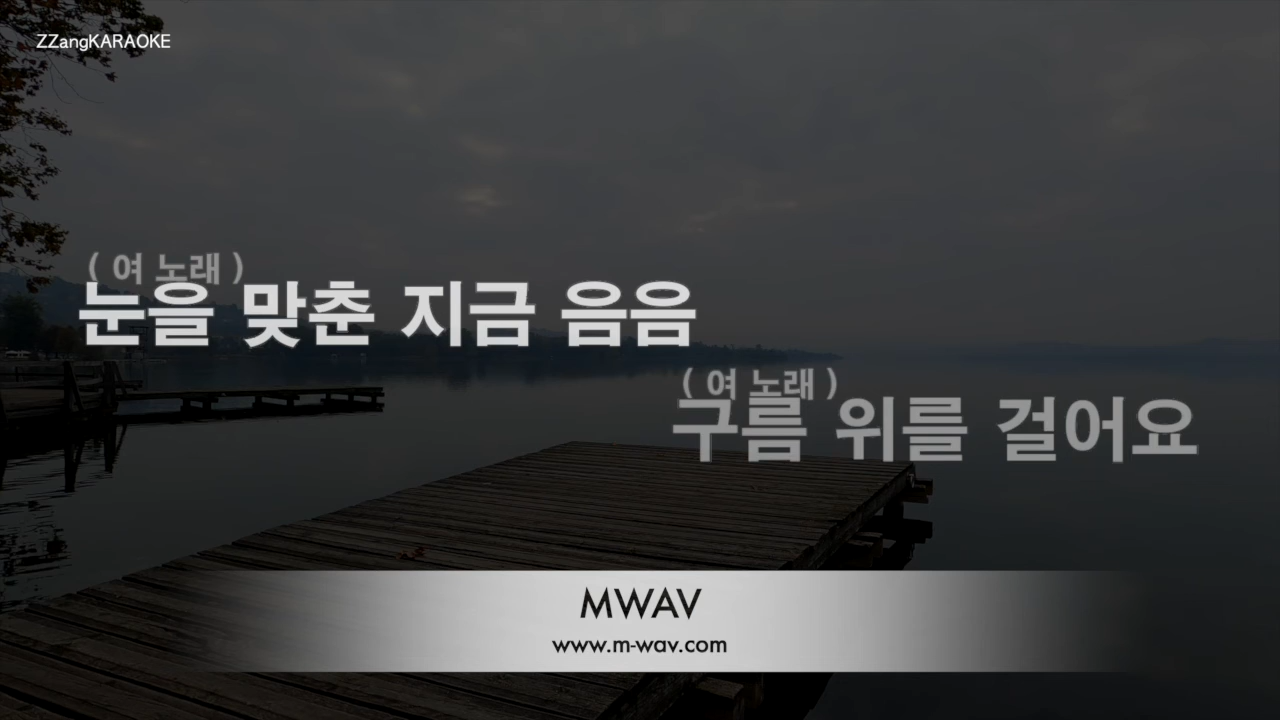 ZZangKARAOKE
( 여 노래 )
눈을 맞춘 지금 음음
( 여 노래 )
구름 위를 걸어요
MWAV
www.m-wav.com